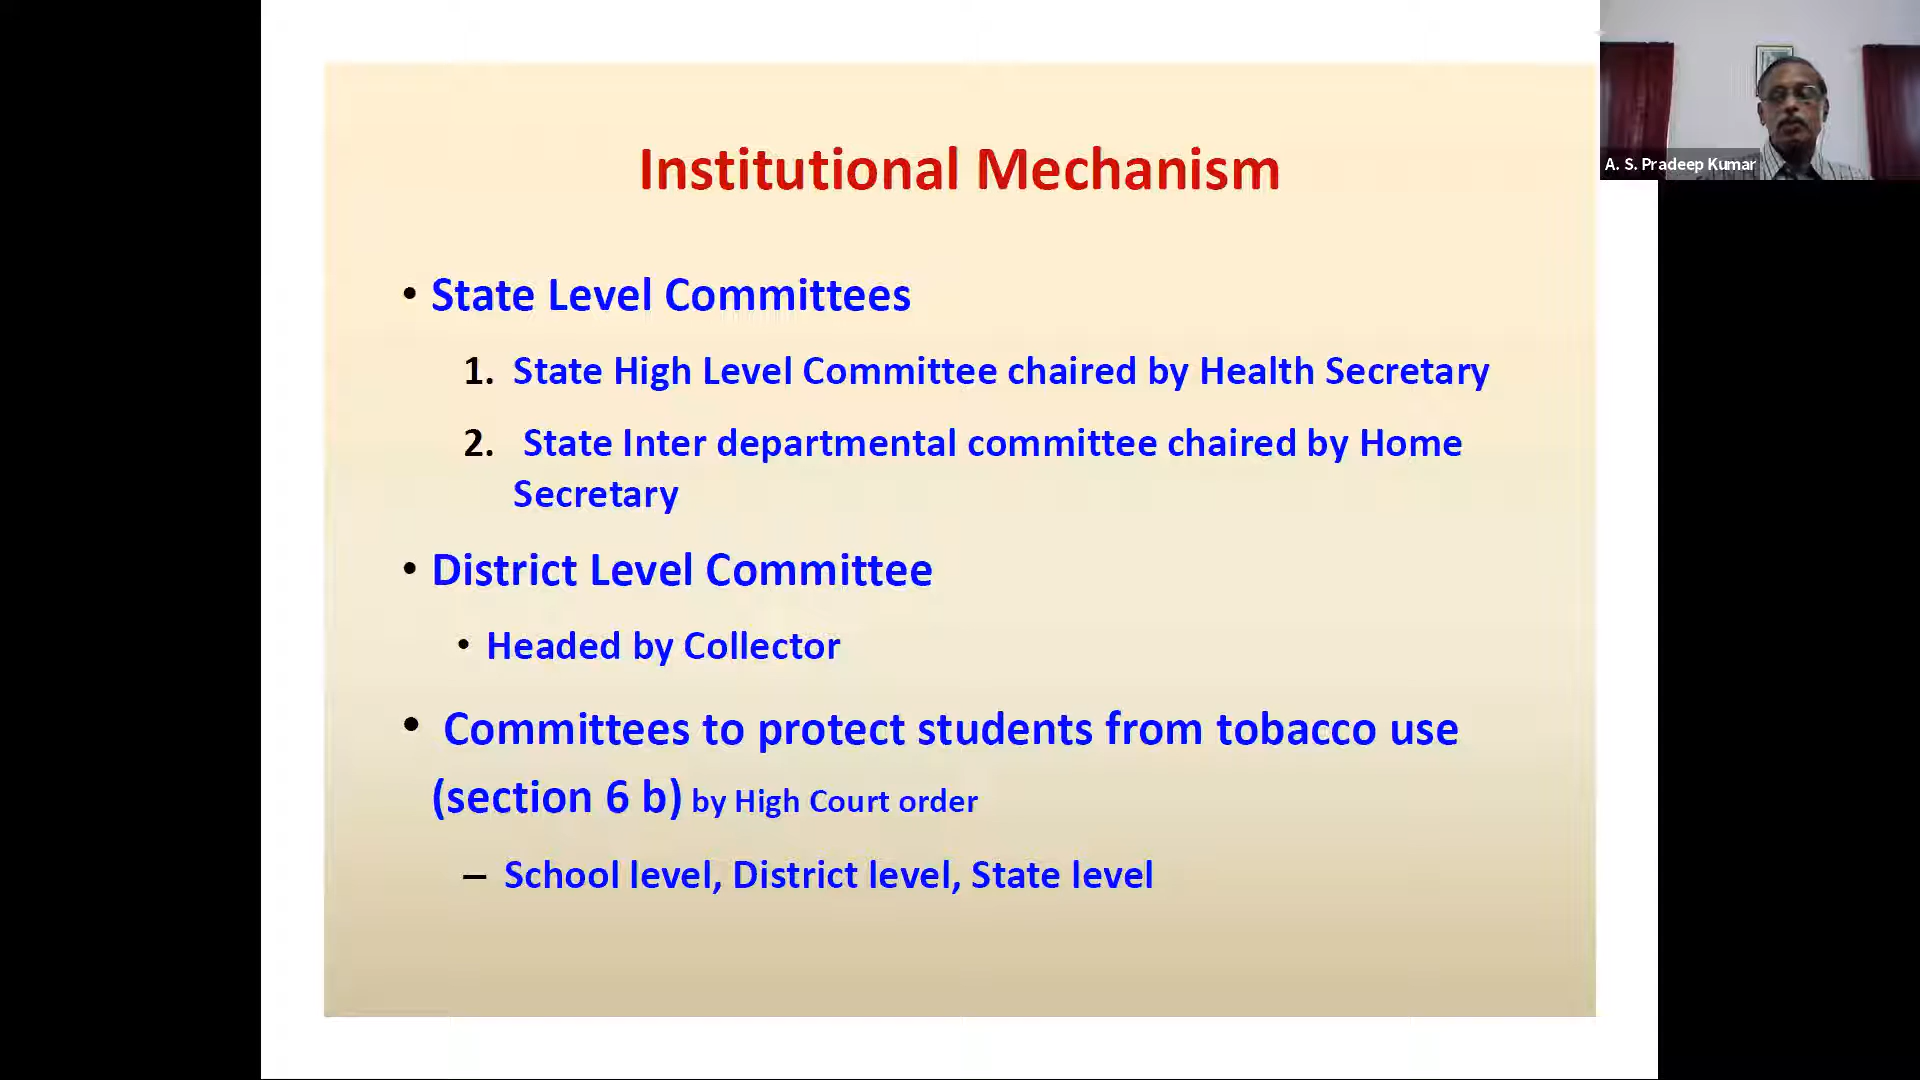 Institutional Mechanism
A. S. Pradeep Kumar
• State Level Committees
1. State High Level Committee chaired by Health Secretary
2. State Inter departmental committee chaired by Home
Secretary
• District Level Committee
• Headed by Collector
• Committees to protect students from tobacco use
(section 6 b) by High Court order
– School level, District level, State level